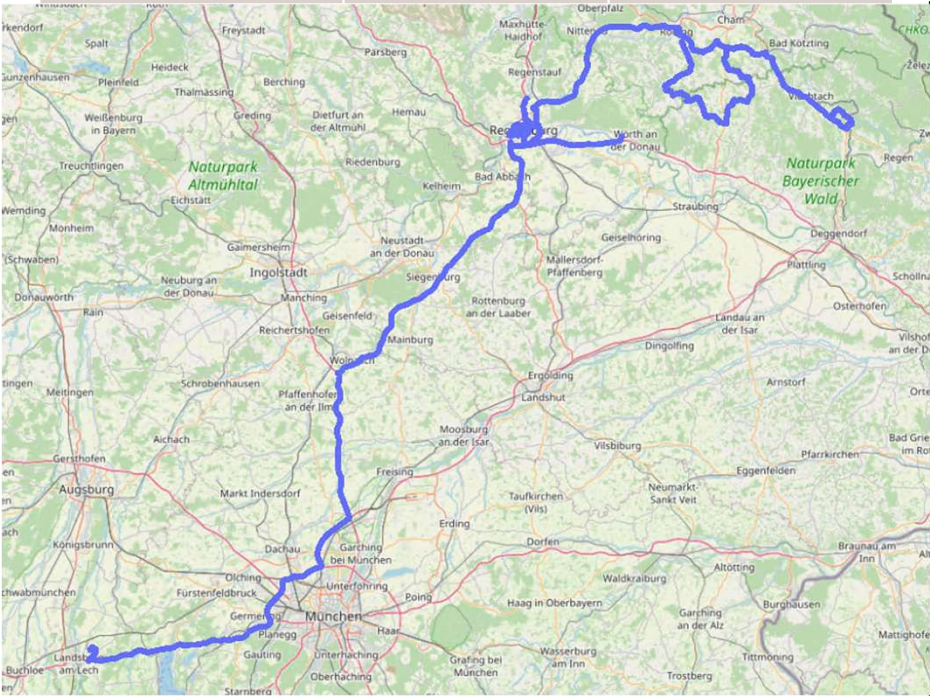 Oberpfalz
Cham
rkendorf
Freystadt
Maxhütte-
Haidhof
Nittenau
Roding
Spalt
Parsberg
Bad Kötzting
Gunzenhausen
Heideck
Regenstauf
Pleinfeld
Berching
Thalmässing
Viechtach
Weißenburg
in Bayern
Greding
Dietfurt an
der Altmühl
Hemau
Regensburg
Wörth an
der Donau
Treuchtlingen
Naturpark
Altmühltal
Riedenburg
Bad Abbach
Naturpark
Bayerischer
Wald
Regen
Eichstätt
Kelheim
Wemding
Straubing
Monheim
Neustadt
an der Donau
Geiselhöring
Deggendorf
(Schwaben)
Gaimersheim
Mallersdorf-
Pfaffenberg
Plattling
Ingolstadt
Siegenburg
Neuburg an
der Donau
Donauwörth
Manching
Rottenburg
an der Laaber
Osterhofen
Rain
Geisenfeld
Landau an
der Isar
Reichertshofen
Mainburg
Dingolfing
Wolnzach
Ergolding
Schrobenhausen
Arnstorf
Meitingen
Pfaffenhofen
an der Ilm
Landshut
Moosburg
an der Isar
Aichach
Vilsbiburg
Pfarrkirchen
Gersthofen
Freising
Eggenfelden
Augsburg
Markt Indersdorf
Taufkirchen
(Vils)
Neumarkt-
Sankt Veit
Erding
Königsbrunn
Dorfen
Dachau
Garching
bei München
Braunau am
Inn
Altötting
Olching
Waldkraiburg
Fürstenfeldbruck
Unterföhring
Poing
Haag in Oberbayern
Burghausen
München
Germering
Garching
an der Alz
Planegg
Haar
Mattighofe
Landsberg
am Lech
Buchloe
Gauting
Unterhaching
Grafing bei
München
Wasserburg
am Inn
Tittmoning
Oberhaching
Starnberg
Trostberg